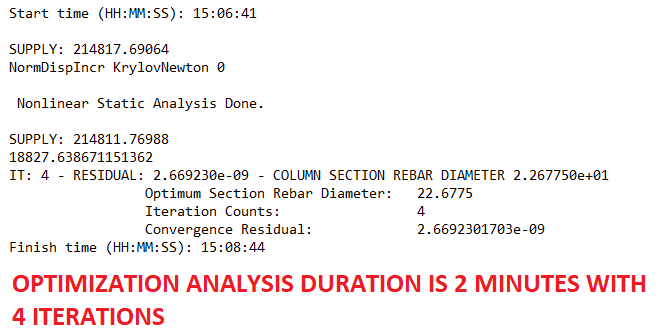 Start time (HH:MM:SS): 15:06:41
SUPPLY: 214817.69064
NormDispIncr KrylovNewton 0
Nonlinear Static Analysis Done.
SUPPLY: 214811.76988
18827.638671151362
IT: 4 - RESIDUAL: 2.669230e-09 - COLUMN SECTION REBAR DIAMETER 2.267750e+01
Optimum Section Rebar Diameter: 22.6775
Iteration Counts: 4
Convergence Residual: 2.6692301703e-09
Finish time (HH:MM:SS): 15:08:44
OPTIMIZATION ANALYSIS DURATION IS 2 MINUTES WITH
4 ITERATIONS